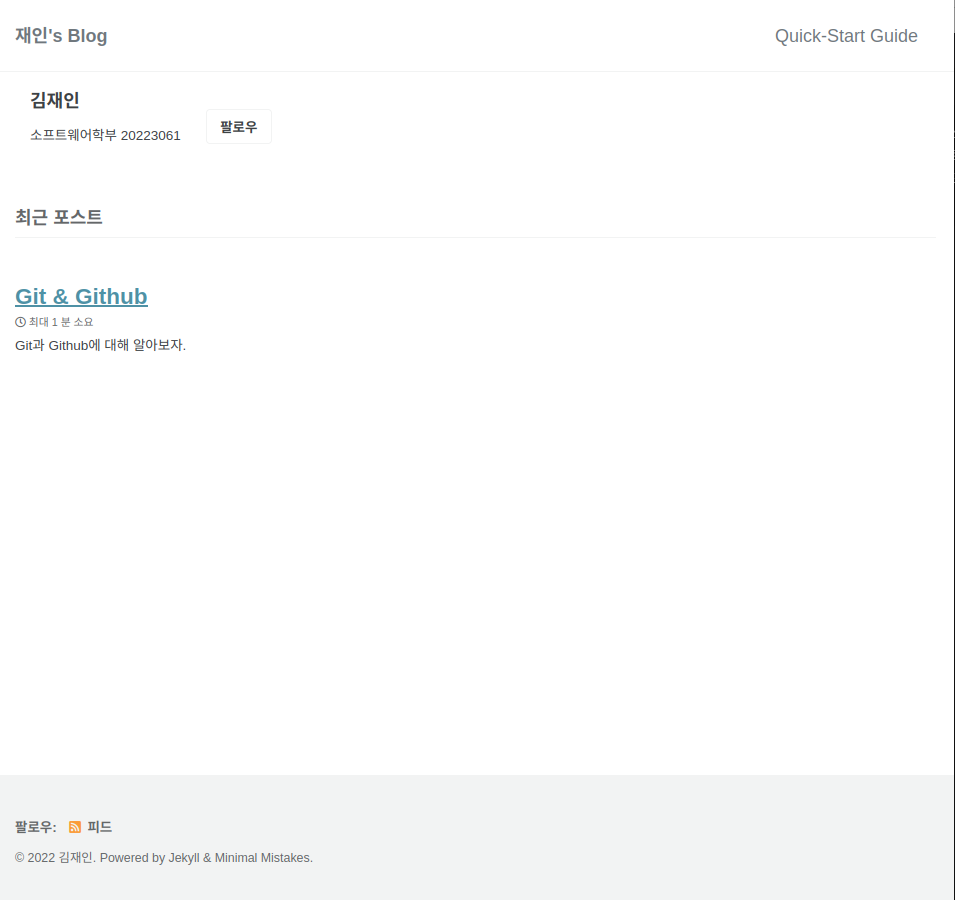 재인's Blog
Quick-Start Guide
김재인
소프트웨어학부 20223061
팔로우
최근 포스트
Git & Github
최대 1 분 소요
Git과 Github에 대해 알아보자.
팔로우: 피드
© 2022 김재인. Powered by Jekyll & Minimal Mistakes.